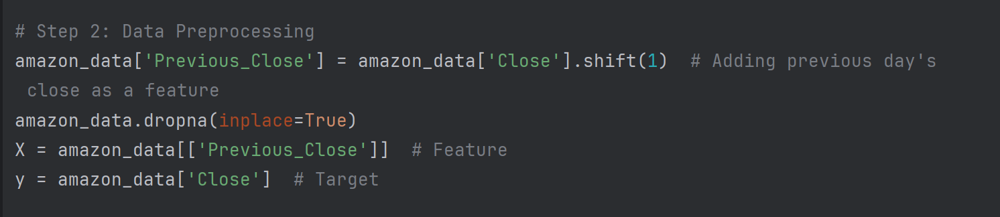 # Step 2: Data Preprocessing
amazon_data['Previous_Close'] = amazon_data['Close'].shift(1)  # Adding previous day's
close as a feature
amazon_data.dropna(inplace=True)
X = amazon_data[['Previous_Close']]  # Feature
y = amazon_data['Close']  # Target